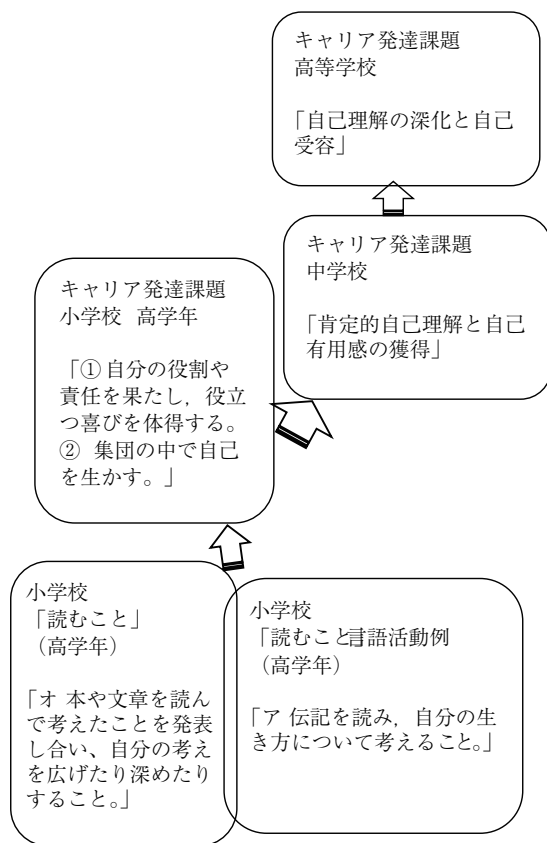 キャリア発達課題
高等学校
「自己理解の深化と自己
受容」
キャリア発達課題
中学校
「肯定的自己理解と自己
有用感の獲得」
キャリア発達課題
小学校 高学年
「① 自分の役割や
責任を果たし，役立
つ喜びを体得する。
② 集団の中で自己
を生かす。」
小学校
「読むこと」
（高学年）
「オ 本や文章を読ん
で考えたことを発表
し合い、自分の考え
を広げたり深めたり
すること。」
小学校
「読むこと言語活動例
（高学年）
「ア 伝記を読み，自分の生
き方について考えること。」